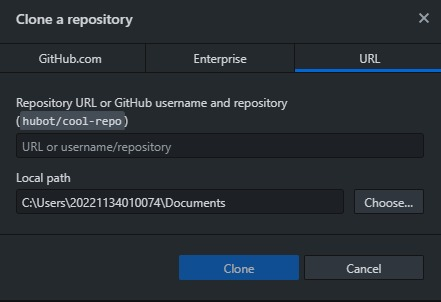 Clone a repository
GitHub.com Enterprise URL
Repository URL or GitHub username and repository
(hubot/cool-repo)
URL or username/repository
Local path
C:\Users\20221134010074\Documents Choose...
Clone Cancel